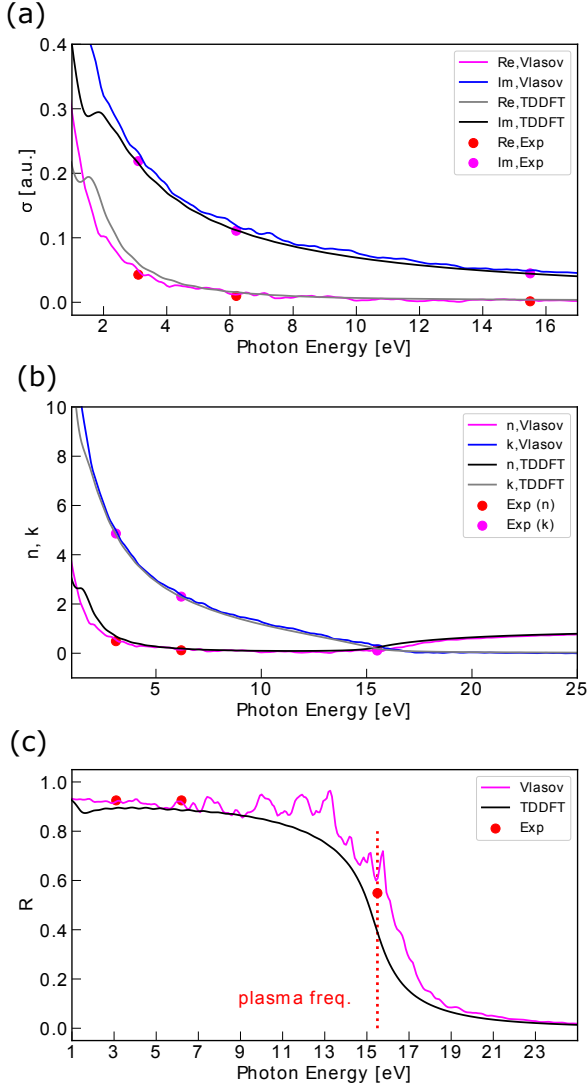 (a)
0.4
0.3
0.2
0.1
0.0
σ [a.u.]
Re,Vlasov
Im,Vlasov
Re,TDDFT
Im,TDDFT
Re,Exp
Im,Exp
2 4 6 8 10 12 14 16
Photon Energy [eV]
(b)
10
8
6
4
2
0
n, k
n,Vlasov
k,Vlasov
n,TDDFT
k,TDDFT
Exp (n)
Exp (k)
5 10 15 20 25
Photon Energy [eV]
(c)
1.0
0.8
0.6
0.4
0.2
0.0
R
Vlasov
TDDFT
Exp
plasma freq.
1 3 5 7 9 11 13 15 17 19 21 23
Photon Energy [eV]